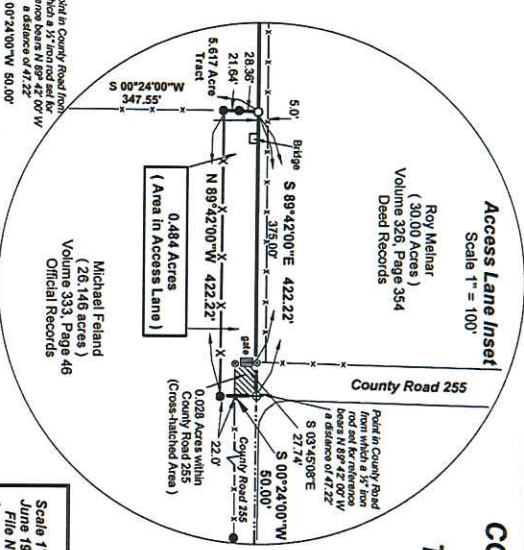 Access Lane Inset
Scale 1" = 100'
Roy Melnar
( 30.00 Acres )
Volume 326, Page 354
Deed Records
County Road 255
5.0'
Bridge
S 89°42'00"E 422.22'
375.00'
gate
Point in County Road
from which a ½" iron
rod set for reference
bears N 89° 42' 00" W
a distance of 47.22'
S 03°45'08"E
27.74'
S 00°24'00"W
50.00'
County Road 255
22.0'
0.028 Acres within
County Road 255
(Cross-hatched Area)
28.36'
21.64'
5.617 Acre
Tract
S 00°24'00"W
347.55'
N 89°42'00"W 422.22'
0.484 Acres
( Area in Access Lane )
Michael Feland
( 26.146 acres )
Volume 333, Page 46
Official Records
Point in County Road from
which a ½" iron rod set for
bears N 89° 42' 00" W
a distance of 47.22'
00°24'00"W 50.00'
CO
Scale 1"
June 19
File N